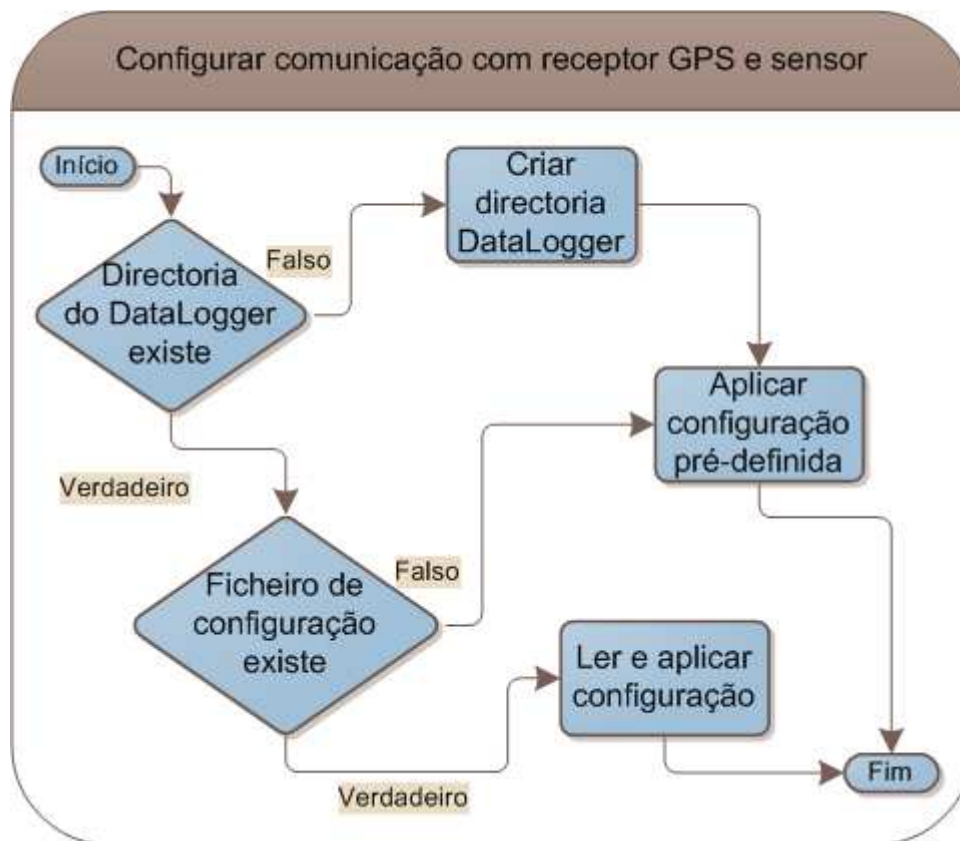 Configurar comunicação com receptor GPS e sensor
Início
Criar
directoria
DataLogger
Falso
Directoria
do DataLogger
existe
Aplicar
configuração
pré-definida
Verdadeiro
Falso
Ficheiro de
configuração
existe
Ler e aplicar
configuração
Verdadeiro
Fim